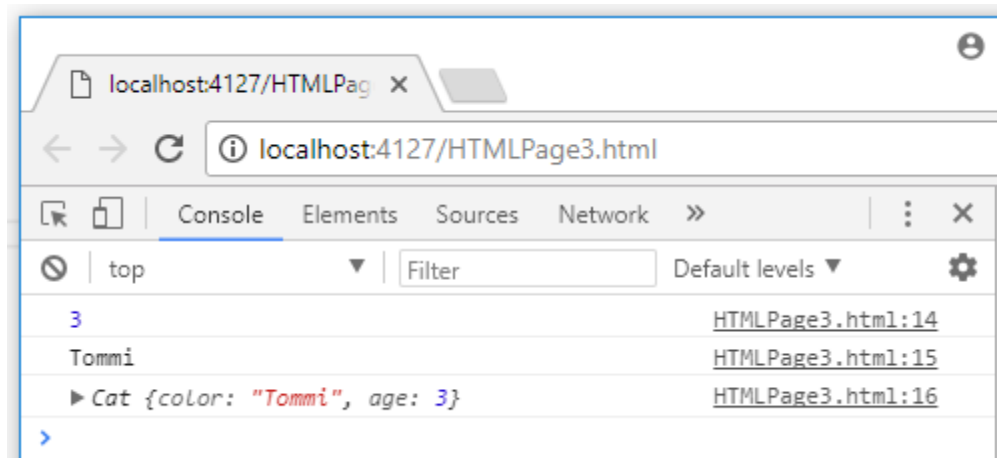 localhost:4127/HTMLPag
localhost:4127/HTMLPage3.html
Console Elements Sources Network »
top Filter Default levels
3 HTMLPage3.html:14
Tommi HTMLPage3.html:15
Cat {color: "Tommi", age: 3} HTMLPage3.html:16